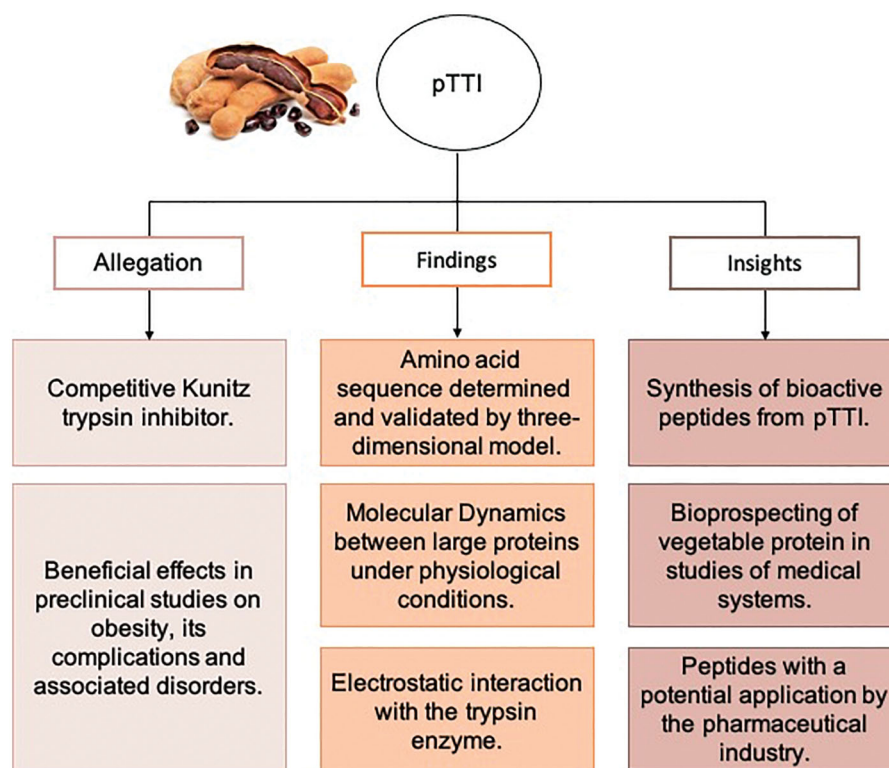 pTTI
Allegation
Competitive Kunitz
trypsin inhibitor.
Beneficial effects in
preclinical studies on
obesity, its
complications and
associated disorders.
Findings
Amino acid
sequence determined
and validated by three-
dimensional model.
Molecular Dynamics
between large proteins
under physiological
conditions.
Electrostatic interaction
with the trypsin
enzyme.
Insights
Synthesis of bioactive
peptides from pTTI.
Bioprospecting of
vegetable protein in
studies of medical
systems.
Peptides with a
potential application by
the pharmaceutical
industry.